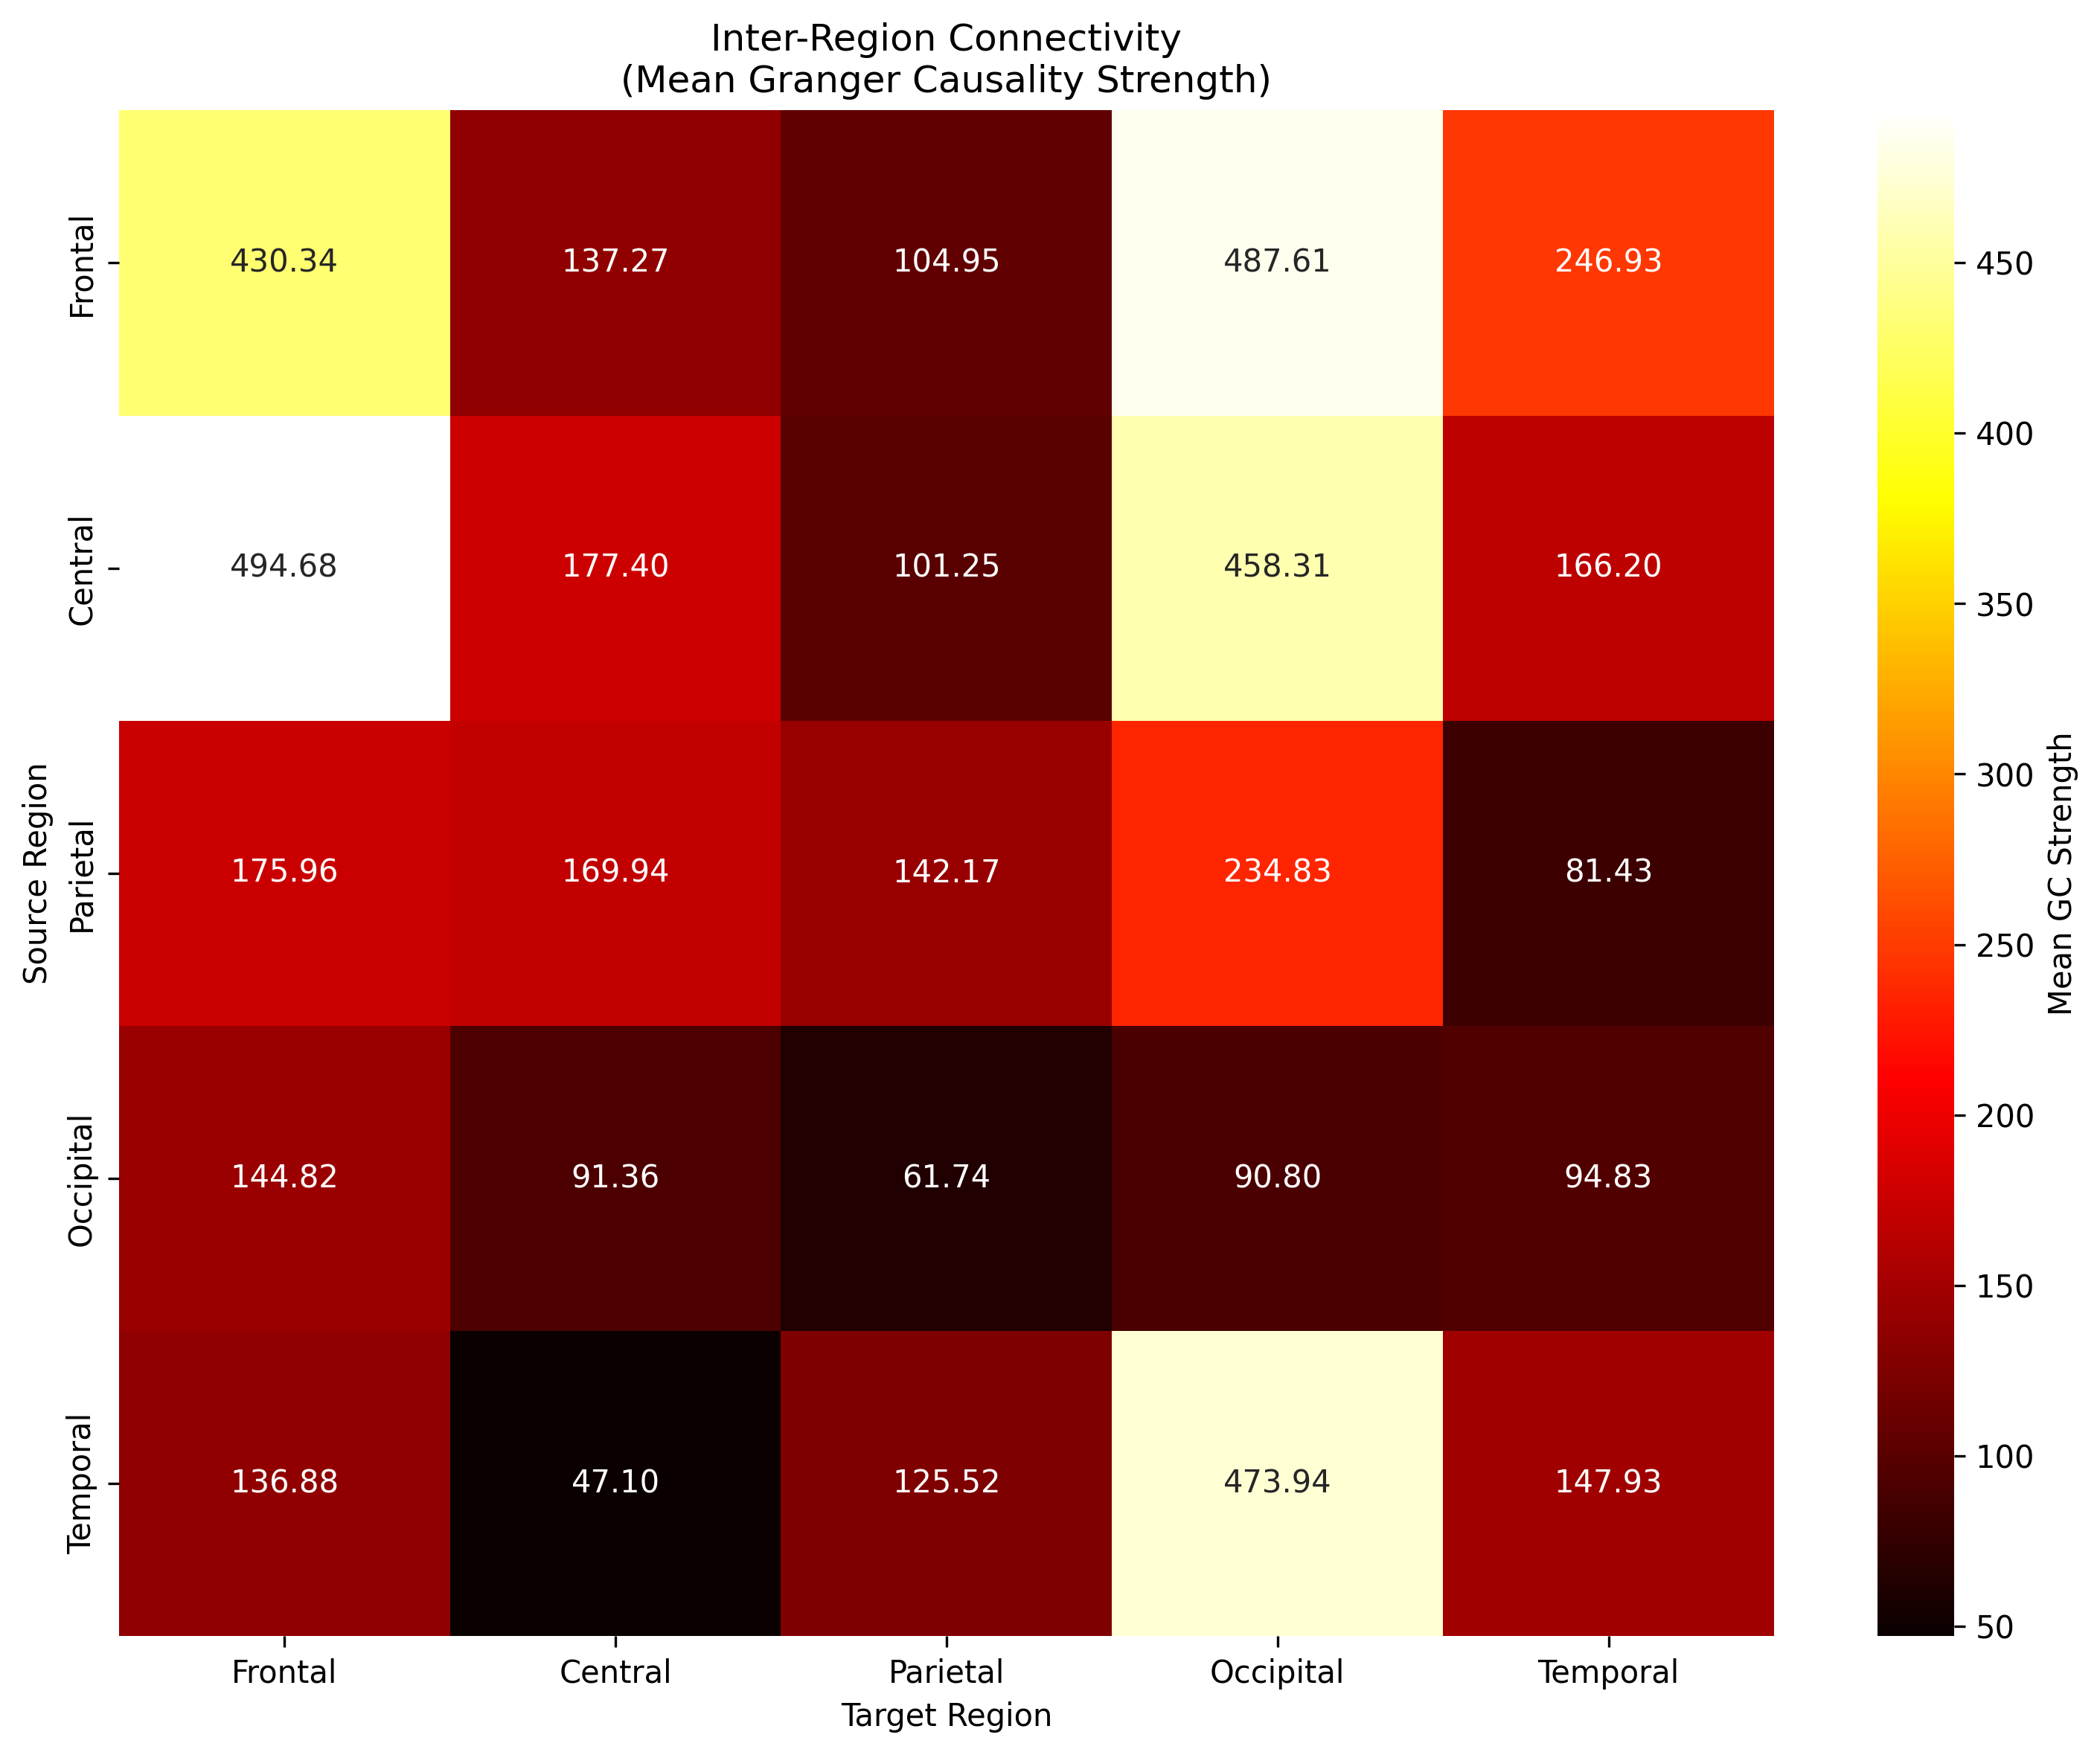 Inter-Region Connectivity
(Mean Granger Causality Strength)
Source Region
Frontal
430.34 137.27 104.95 487.61 246.93
Central
494.68 177.40 101.25 458.31 166.20
Parietal
175.96 169.94 142.17 234.83 81.43
Occipital
144.82 91.36 61.74 90.80 94.83
Temporal
136.88 47.10 125.52 473.94 147.93
Frontal Central Parietal Occipital Temporal
Target Region
450
400
350
300
250
200
150
100
50
Mean GC Strength